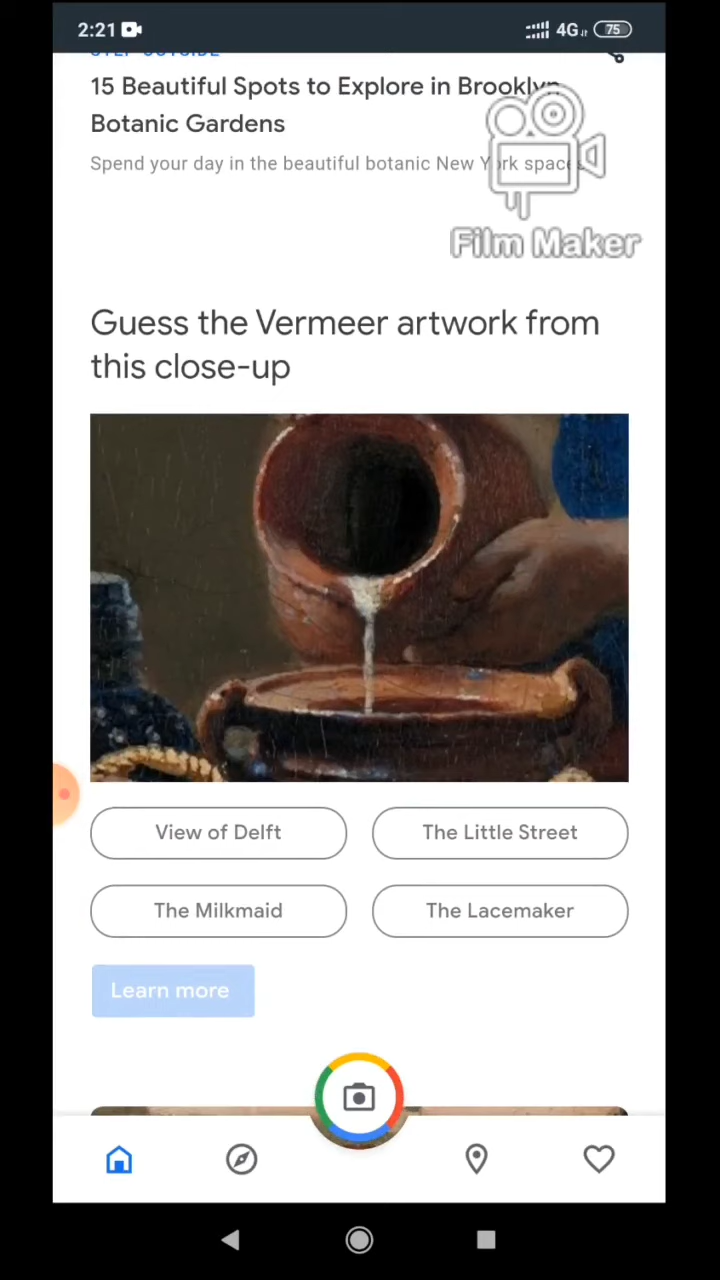 2:21 4G 75
15 Beautiful Spots to Explore in Brooklyn
Botanic Gardens
Spend your day in the beautiful botanic New York spaces
Film Maker
Guess the Vermeer artwork from
this close-up
View of Delft
The Little Street
The Milkmaid
The Lacemaker
Learn more